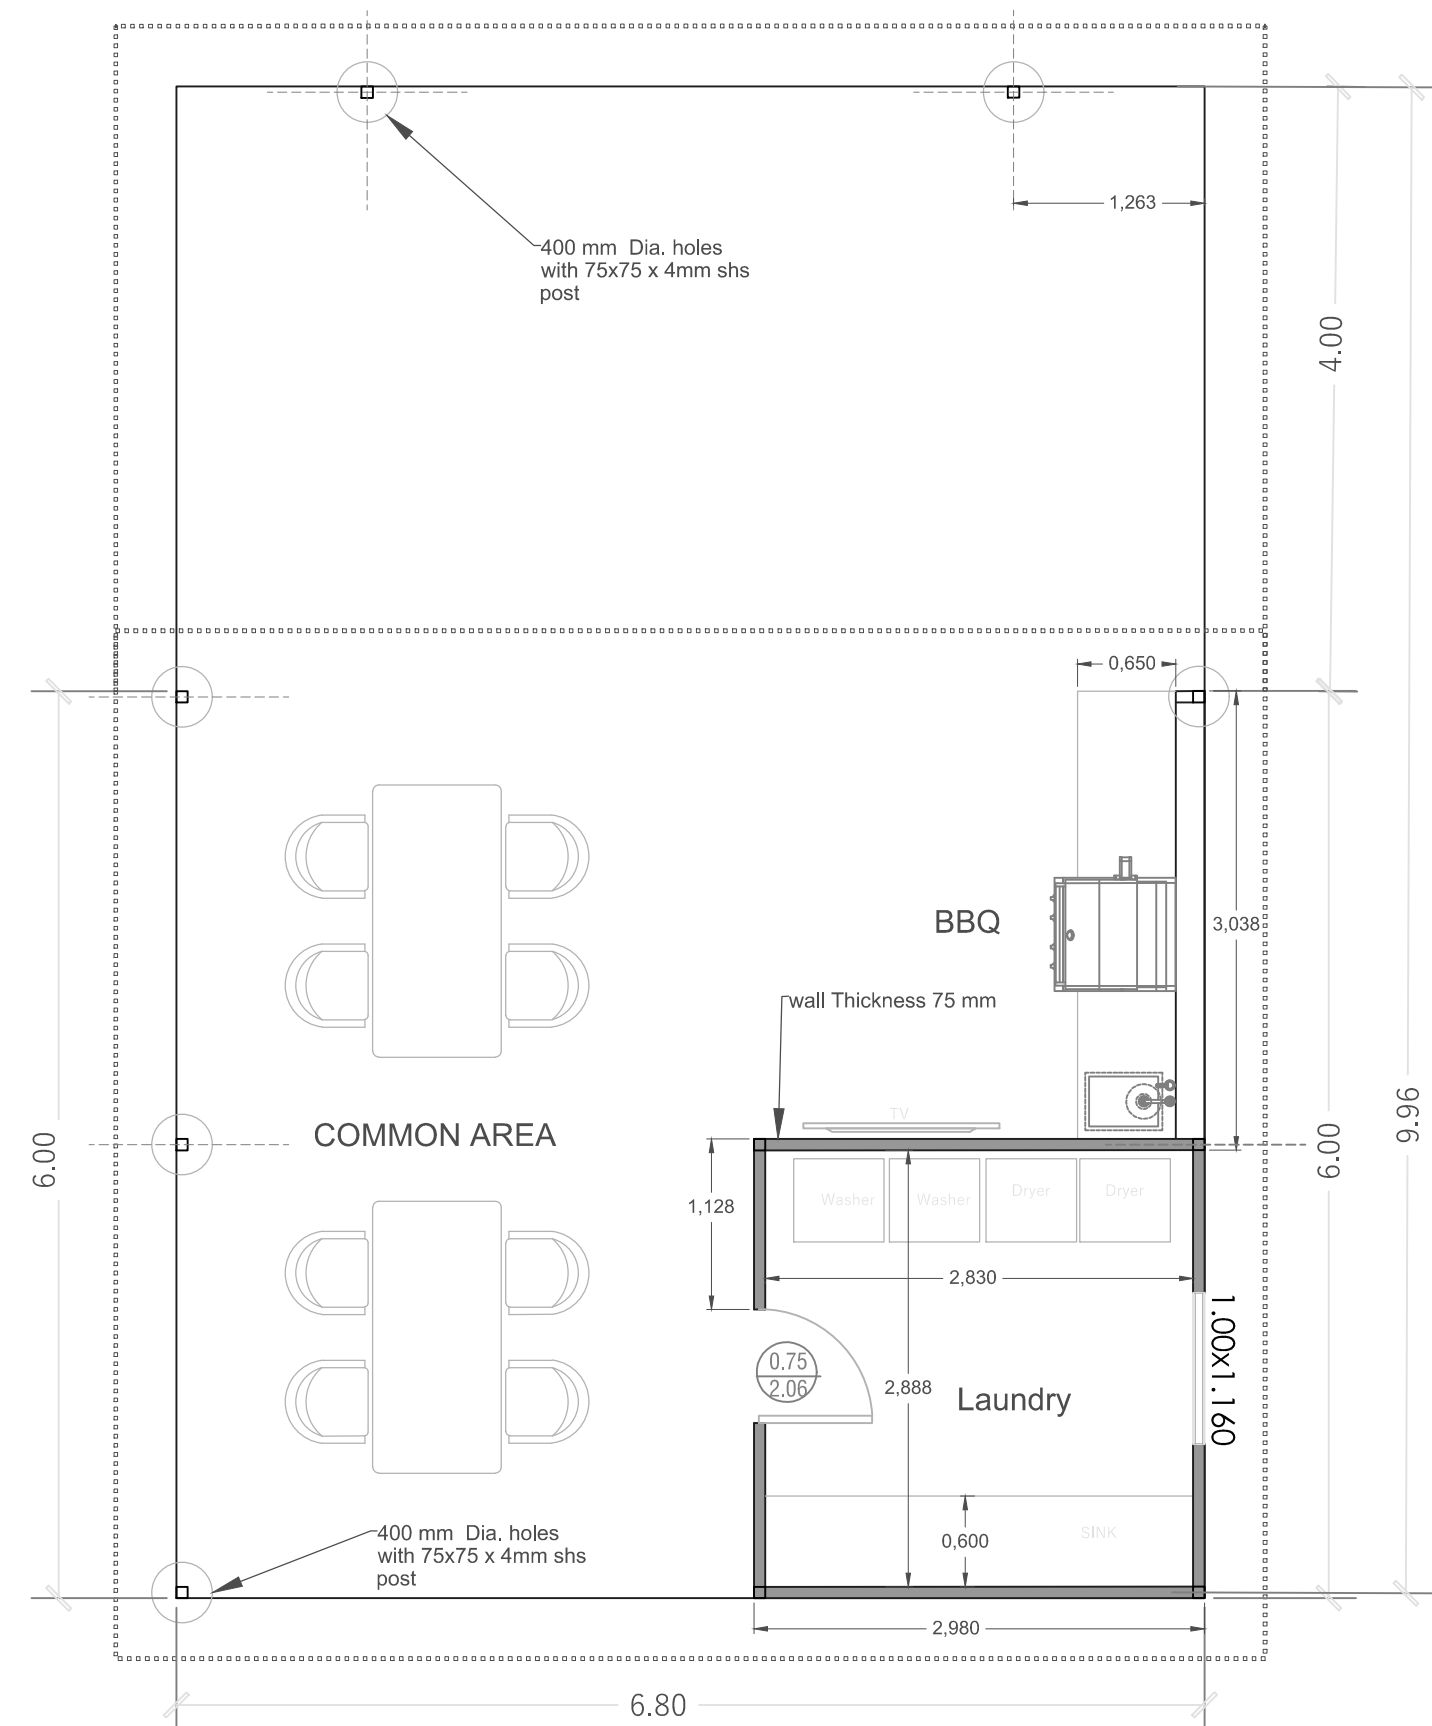 1,263
400 mm Dia. holes
with 75x75 x 4mm shs
post
4.00
0,650
BBQ
3,038
wall Thickness 75 mm
TV
9.96
COMMON AREA
6.00
6.00
Washer
Washer
Dryer
Dryer
1,128
2,830
1.00x1.160
0.75
2.06
2,888
Laundry
400 mm Dia. holes
with 75x75 x 4mm shs
post
0,600
SINK
2,980
6.80